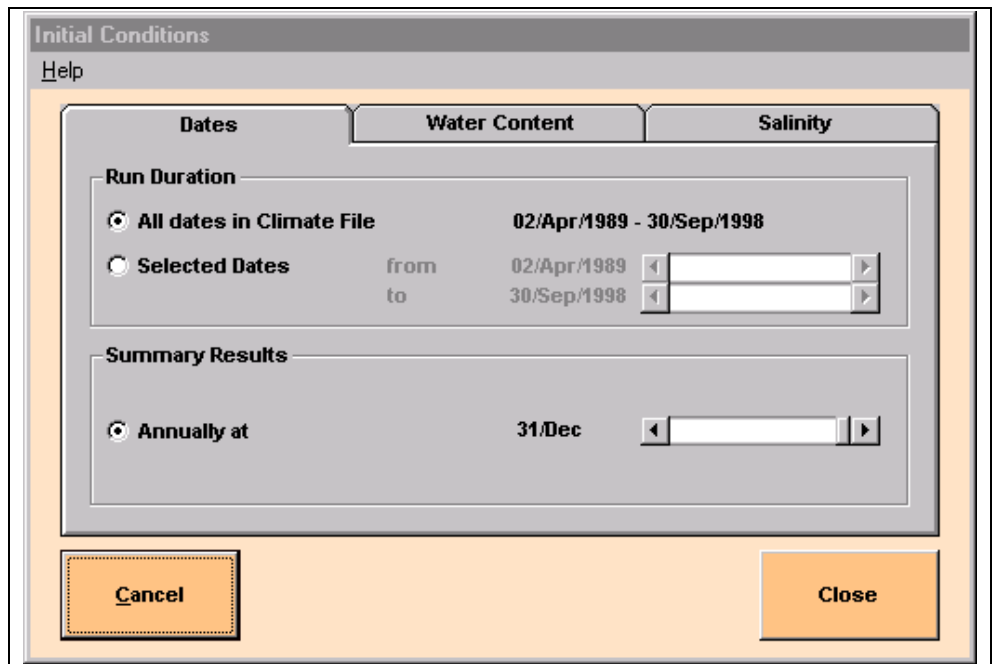 Initial Conditions
Help
Dates Water Content Salinity
Run Duration
All dates in Climate File 02/Apr/1989 - 30/Sep/1998
Selected Dates from 02/Apr/1989
to 30/Sep/1998
Summary Results
Annually at 31/Dec
Cancel Close